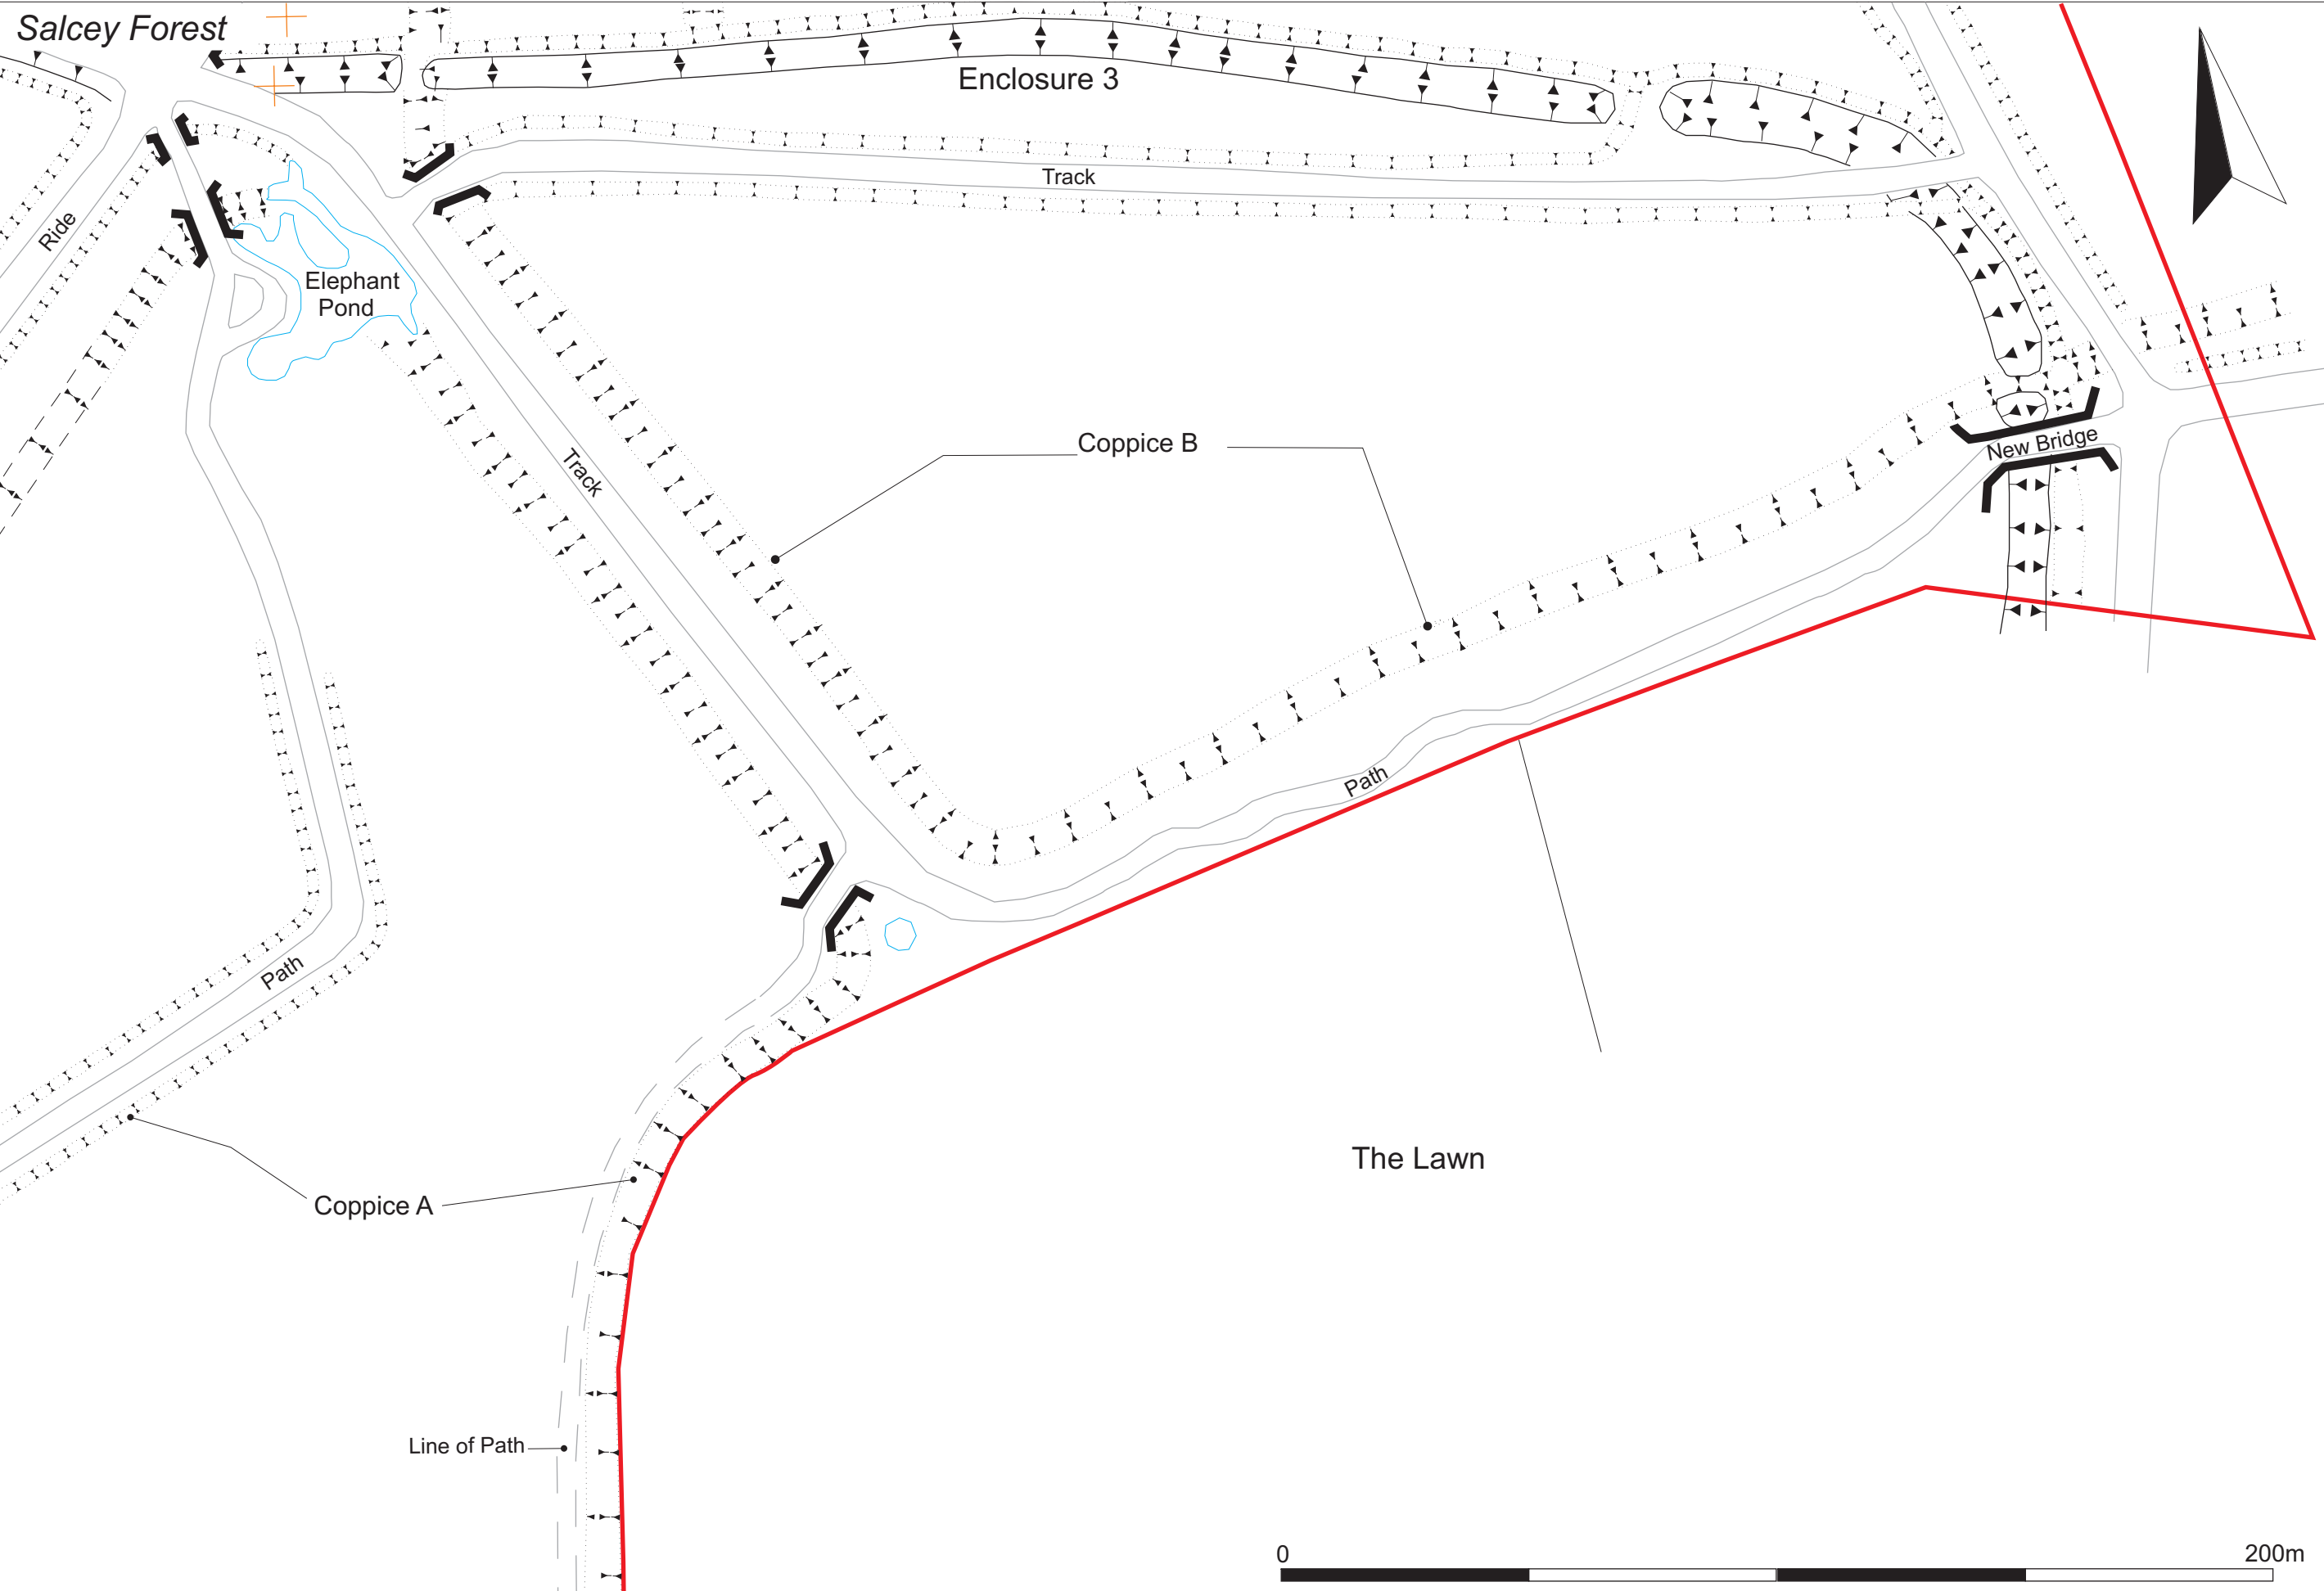 Salcey Forest
Enclosure 3
Track
Ride
Elephant
Pond
Coppice B
New Bridge
Track
Path
Path
The Lawn
Coppice A
Line of Path
0
200m